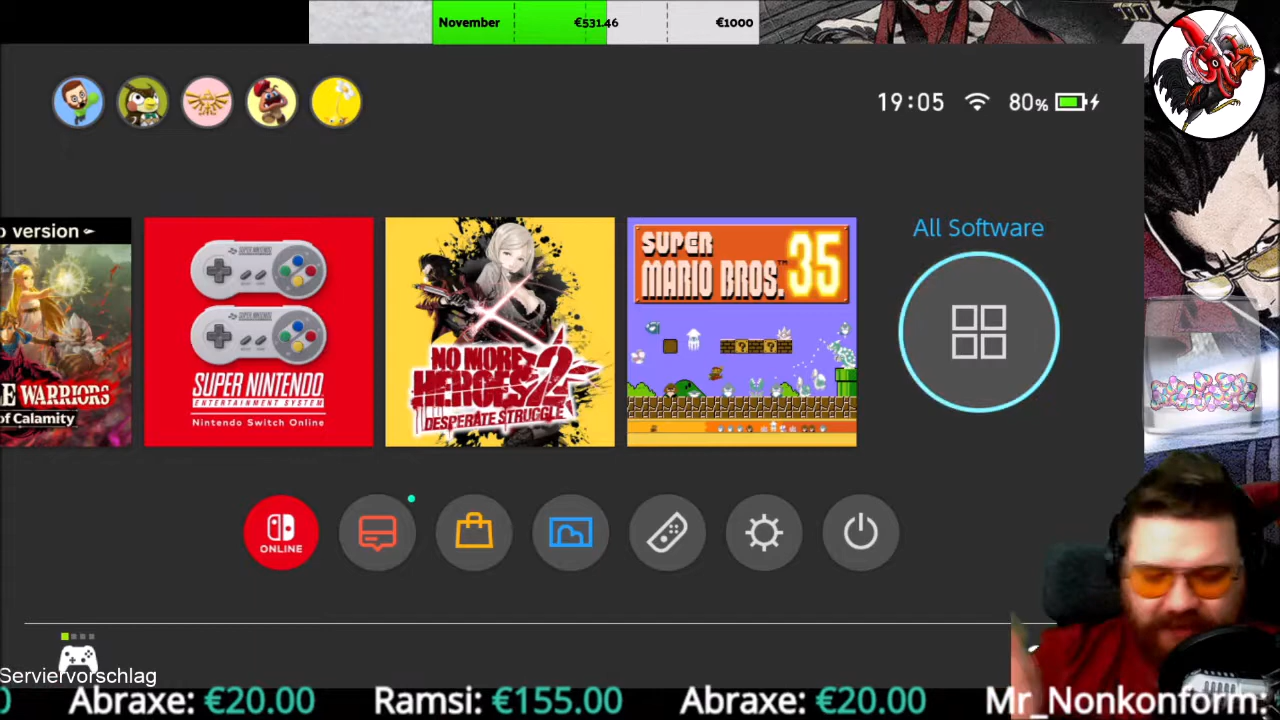 November €531.46 €1000
19:05 80%
All Software
o version
E WARRIORS
of Calamity
SUPER NINTENDO
ENTERTAINMENT SYSTEM
Nintendo Switch Online
NO MORE
HEROES 2
DESPERATE STRUGGLE
SUPER
MARIO BROS.™ 35
ONLINE
Serviervorschlag
0 Abraxe: €20.00 Ramsi: €155.00 Abraxe: €20.00 Mr_Nonkonform: